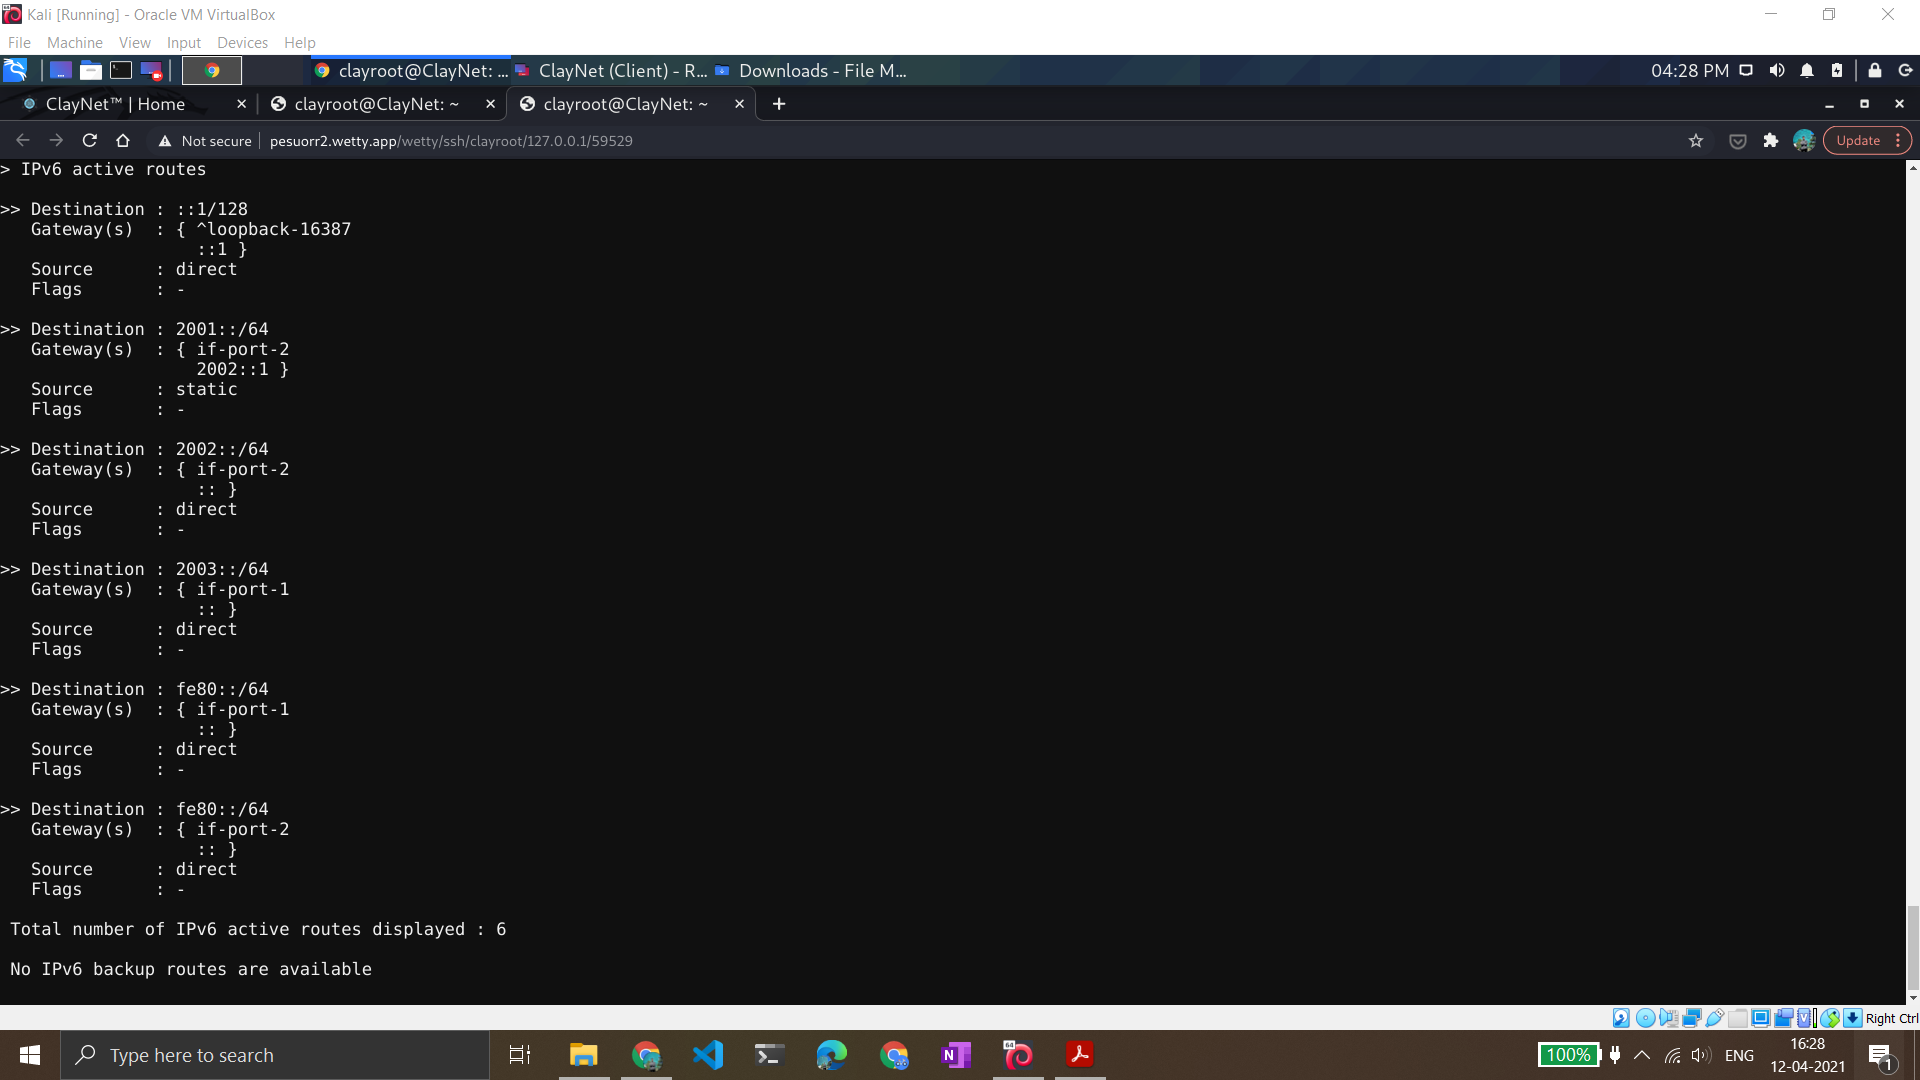 Kali [Running] - Oracle VM VirtualBox
File Machine View Input Devices Help
clayroot@ClayNet: ... ClayNet (Client) - R... Downloads - File M... 04:28 PM
ClayNet™ | Home clayroot@ClayNet: ~ clayroot@ClayNet: ~
Not secure pesuorr2.wetty.app/wetty/ssh/clayroot/127.0.0.1/59529 Update
> IPv6 active routes
>> Destination : ::1/128
Gateway(s) : { ^loopback-16387
::1 }
Source : direct
Flags : -
>> Destination : 2001::/64
Gateway(s) : { if-port-2
2002::1 }
Source : static
Flags : -
>> Destination : 2002::/64
Gateway(s) : { if-port-2
:: }
Source : direct
Flags : -
>> Destination : 2003::/64
Gateway(s) : { if-port-1
:: }
Source : direct
Flags : -
>> Destination : fe80::/64
Gateway(s) : { if-port-1
:: }
Source : direct
Flags : -
>> Destination : fe80::/64
Gateway(s) : { if-port-2
:: }
Source : direct
Flags : -
Total number of IPv6 active routes displayed : 6
No IPv6 backup routes are available
Right Ctrl
Type here to search 100% ENG 16:28
12-04-2021
1